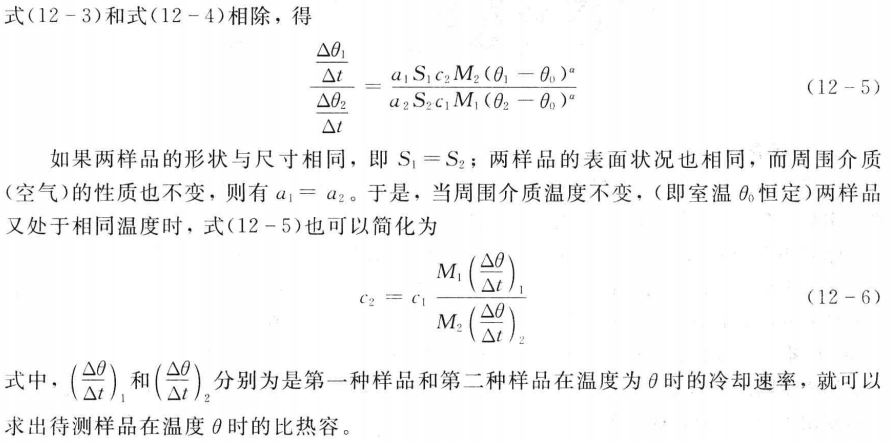 式(12-3)和式(12-4)相除，得
$$\frac{\frac{\Delta\theta_1}{\Delta t}}{\frac{\Delta\theta_2}{\Delta t}} = \frac{a_1 S_1 c_2 M_2 (\theta_1 - \theta_0)^{\alpha}}{a_2 S_2 c_1 M_1 (\theta_2 - \theta_0)^{\alpha}}$$ (12-5)
如果两样品的形状与尺寸相同，即 $S_1 = S_2$；两样品的表面状况也相同，而周围介质
(空气)的性质也不变，则有 $a_1 = a_2$。于是，当周围介质温度不变，(即室温 $\theta_0$ 恒定)两样品
又处于相同温度时，式(12-5)也可以简化为
$$c_2 = c_1 \frac{M_1 \left(\frac{\Delta\theta}{\Delta t}\right)_1}{M_2 \left(\frac{\Delta\theta}{\Delta t}\right)_2}$$ (12-6)
式中，$\left(\frac{\Delta\theta}{\Delta t}\right)_1$ 和 $\left(\frac{\Delta\theta}{\Delta t}\right)_2$ 分别为是第一种样品和第二种样品在温度为 $\theta$ 时的冷却速率，就可以
求出待测样品在温度 $\theta$ 时的比热容。